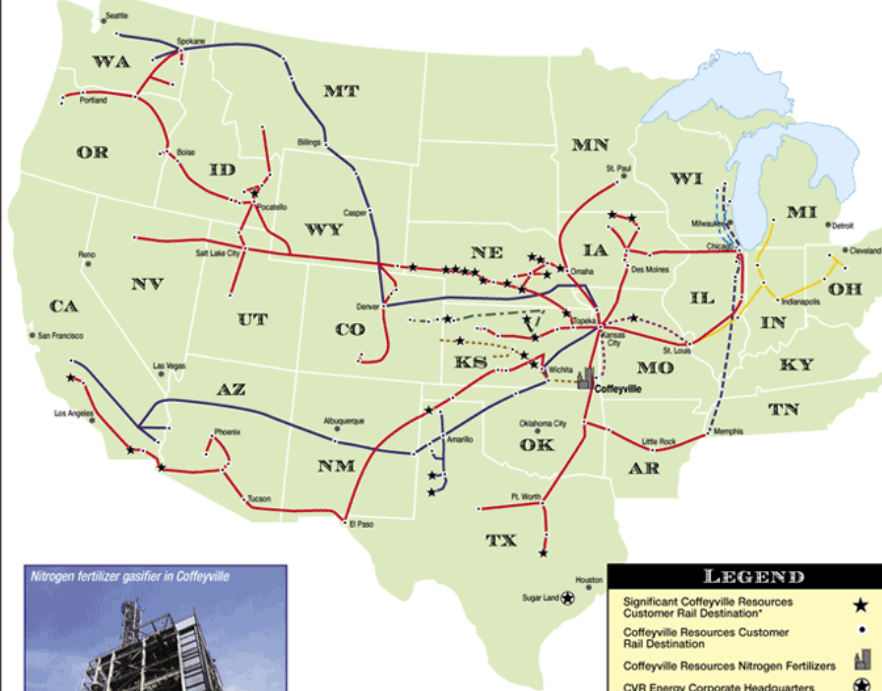 Seattle
Spokane
WA
MT
Portland
MN
OR
Boise
Billings
St. Paul
WI
ID
Pocatello
Casper
WY
Milwaukee
MI
Detroit
Reno
Salt Lake City
NE
IA
Chicago
Cleveland
NV
Omaha
Des Moines
OH
CA
UT
Denver
CO
IL
IN
Indianapolis
San Francisco
Topeka
Kansas
City
St. Louis
KS
MO
KY
Las Vegas
Wichita
Coffeyville
AZ
TN
Los Angeles
Phoenix
Albuquerque
Amarillo
Oklahoma City
OK
Little Rock
Memphis
NM
AR
Tucson
El Paso
Ft. Worth
TX
Houston
Sugar Land
Nitrogen fertilizer gasifier in Coffeyville
LEGEND
Significant Coffeyville Resources
Customer Rail Destination*
Coffeyville Resources Customer
Rail Destination
Coffeyville Resources Nitrogen Fertilizers
CVR Energy Corporate Headquarters